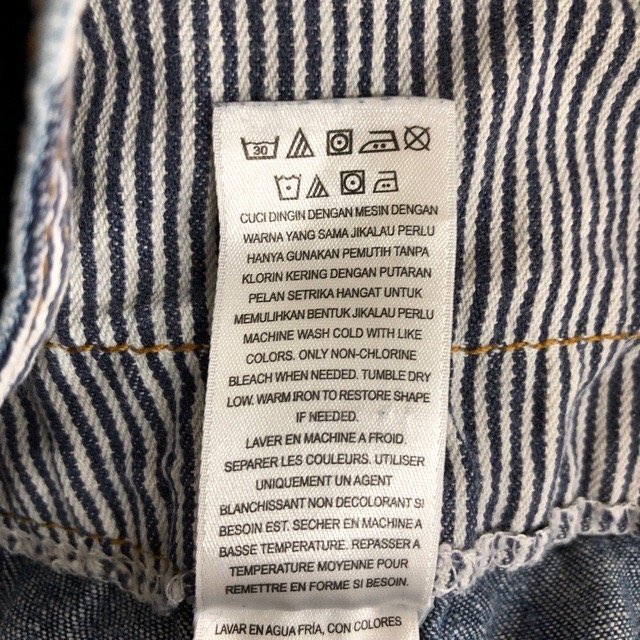 30
CUCI DINGIN DENGAN MESIN DENGAN
WARNA YANG SAMA JIKALAU PERLU
HANYA GUNAKAN PEMUTIH TANPA
KLORIN KERING DENGAN PUTARAN
PELAN SETRIKA HANGAT UNTUK
MEMULIHKAN BENTUK JIKALAU PERLU
MACHINE WASH COLD WITH LIKE
COLORS. ONLY NON-CHLORINE
BLEACH WHEN NEEDED. TUMBLE DRY
LOW. WARM IRON TO RESTORE SHAPE
IF NEEDED.
LAVER EN MACHINE A FROID.
SEPARER LES COULEURS. UTILISER
UNIQUEMENT UN AGENT
BLANCHISSANT NON DECOLORANT SI
BESOIN EST. SECHER EN MACHINE A
BASSE TEMPERATURE. REPASSER A
TEMPERATURE MOYENNE POUR
REMETTRE EN FORME SI BESOIN.
LAVAR EN AGUA FRÍA, CON COLORES